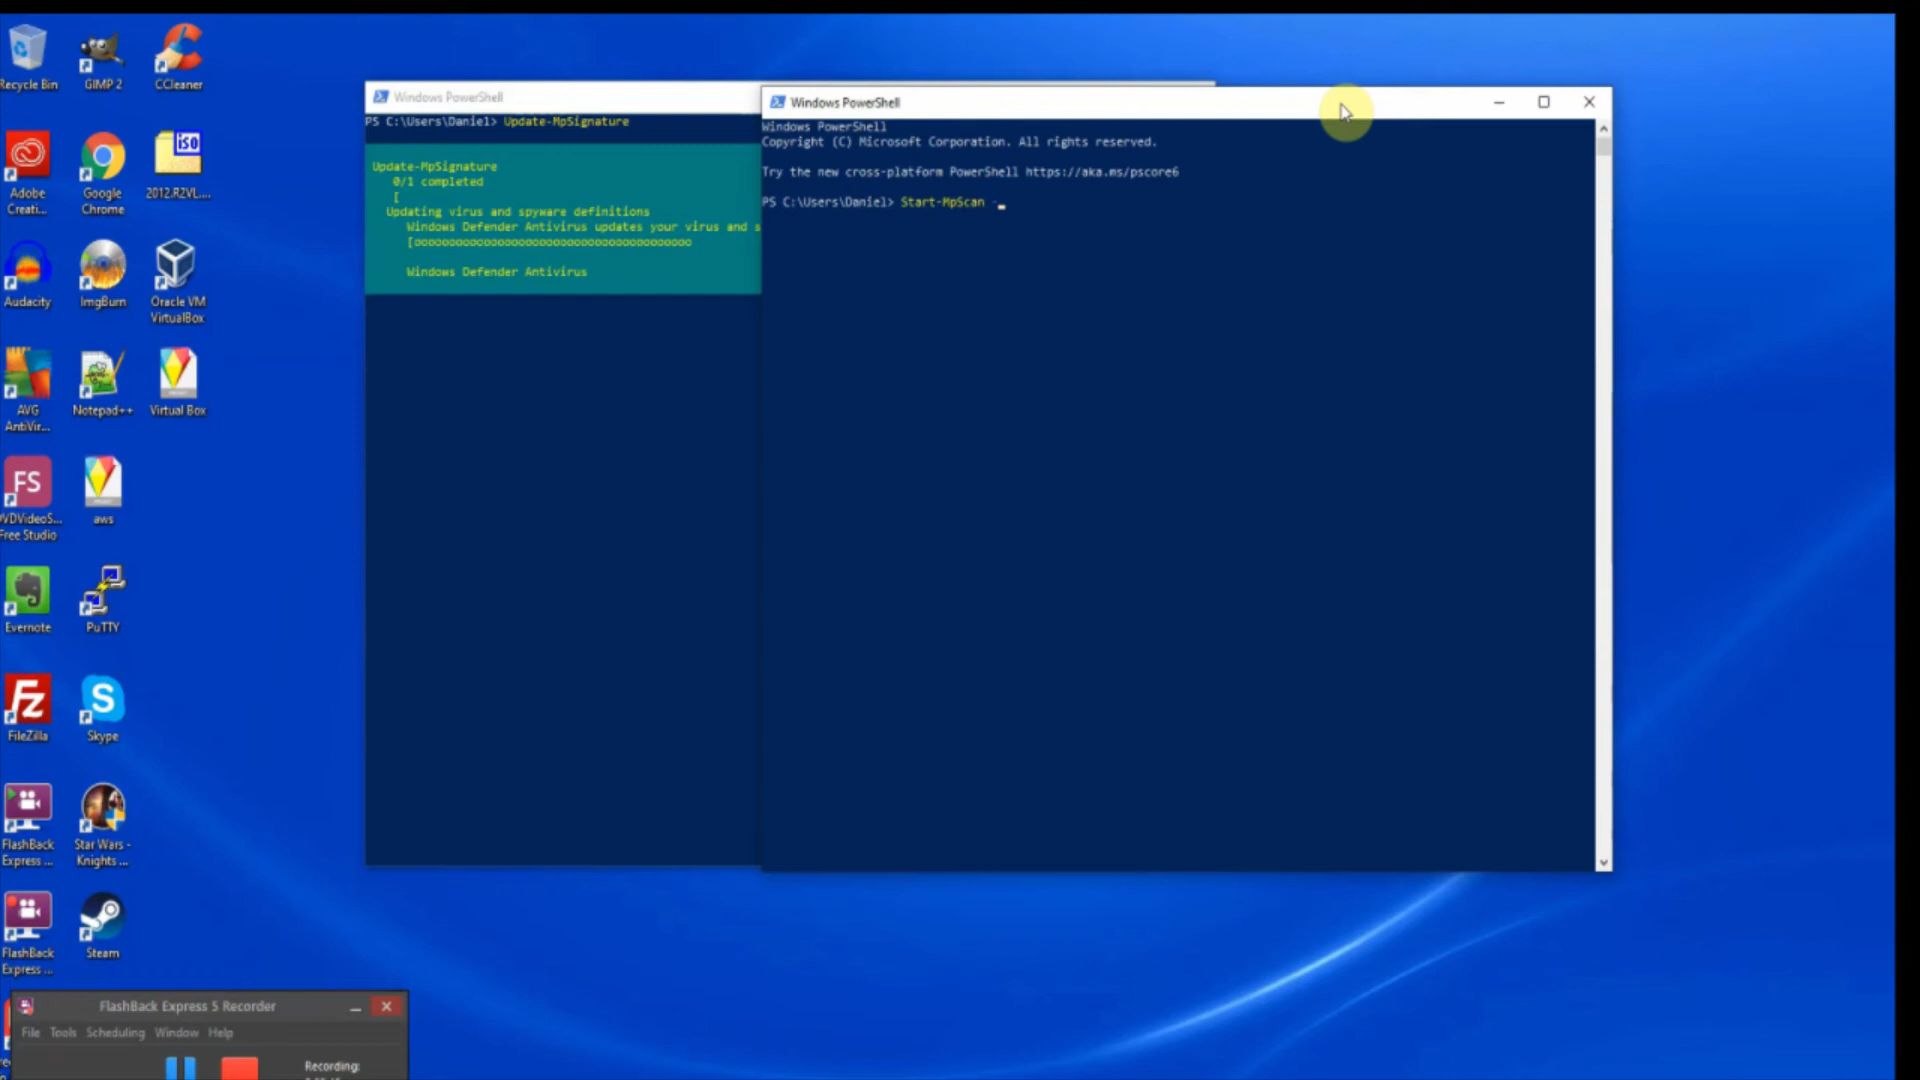 Recycle Bin
GIMP 2
CCleaner
Adobe
Creati...
Google
Chrome
iSO
2012.R2VL....
Audacity
ImgBurn
Oracle VM
VirtualBox
AVG
AntiVir...
Notepad++
Virtual Box
FS
DVDVideoS...
Free Studio
aws
Evernote
PuTTY
Fz
FileZilla
S
Skype
FlashBack
Express ...
Star Wars -
Knights ...
FlashBack
Express ...
Steam
Windows PowerShell
PS C:\Users\Daniel> Update-MpSignature
Update-MpSignature
0/1 completed
[
Updating virus and spyware definitions
Windows Defender Antivirus updates your virus and s
[oooooooooooooooooooooooooooooooooooooooo
Windows Defender Antivirus
Windows PowerShell
Windows PowerShell
Copyright (C) Microsoft Corporation. All rights reserved.
Try the new cross-platform PowerShell https://aka.ms/pscore6
PS C:\Users\Daniel> Start-MpScan -_
FlashBack Express 5 Recorder
File Tools Scheduling Window Help
Recording: